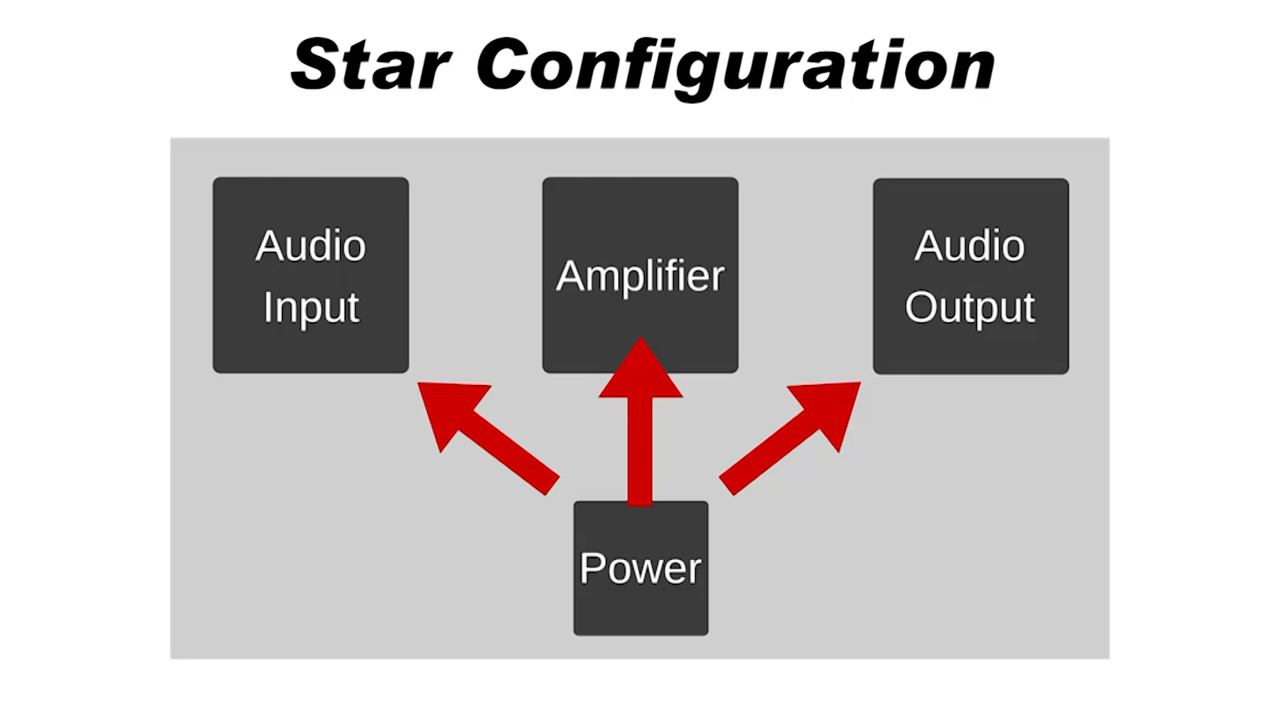 Star Configuration
Audio
Input
Amplifier
Audio
Output
Power